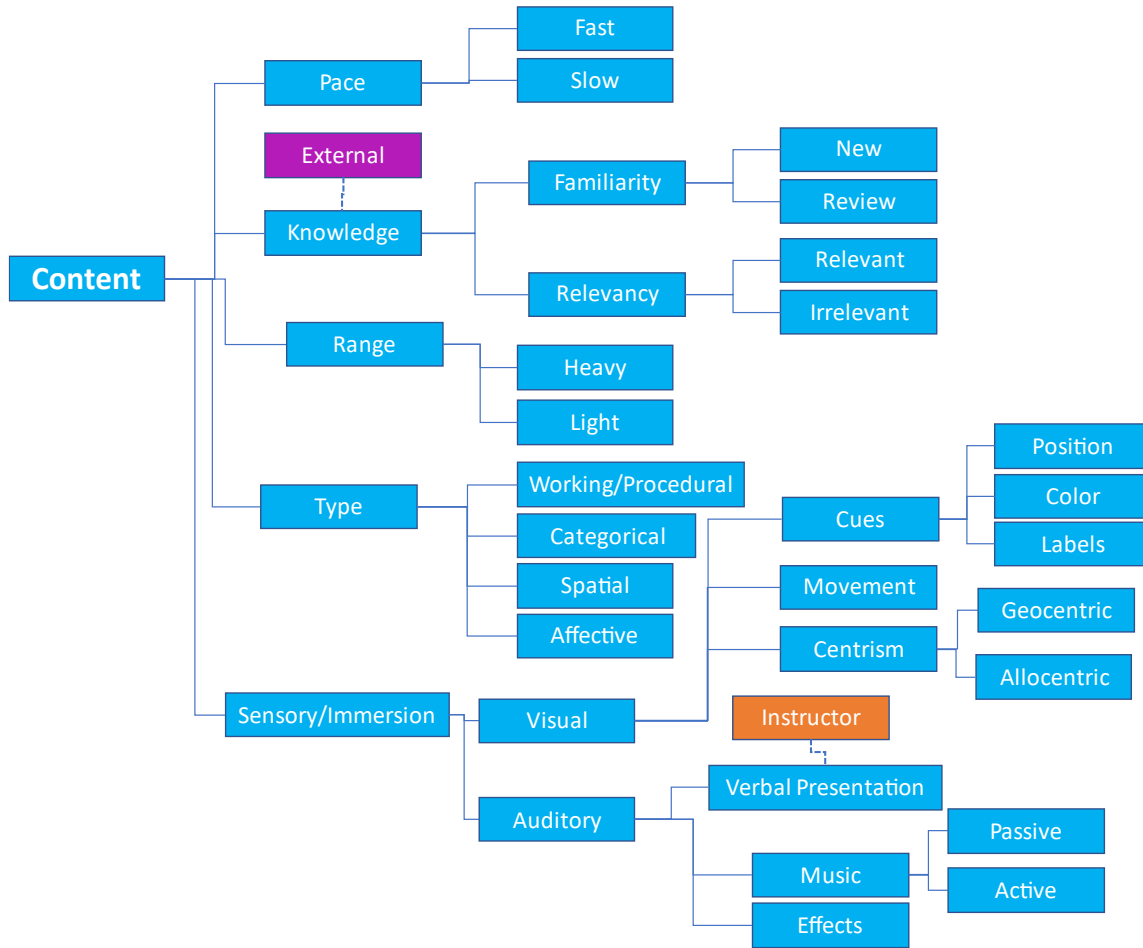 Fast
Pace
Slow
External
New
Familiarity
Review
Knowledge
Relevant
Content
Relevancy
Irrelevant
Range
Heavy
Light
Position
Working/Procedural
Color
Type
Cues
Categorical
Labels
Spatial
Movement
Geocentric
Affective
Centrism
Allocentric
Sensory/Immersion
Visual
Instructor
Verbal Presentation
Auditory
Passive
Music
Active
Effects